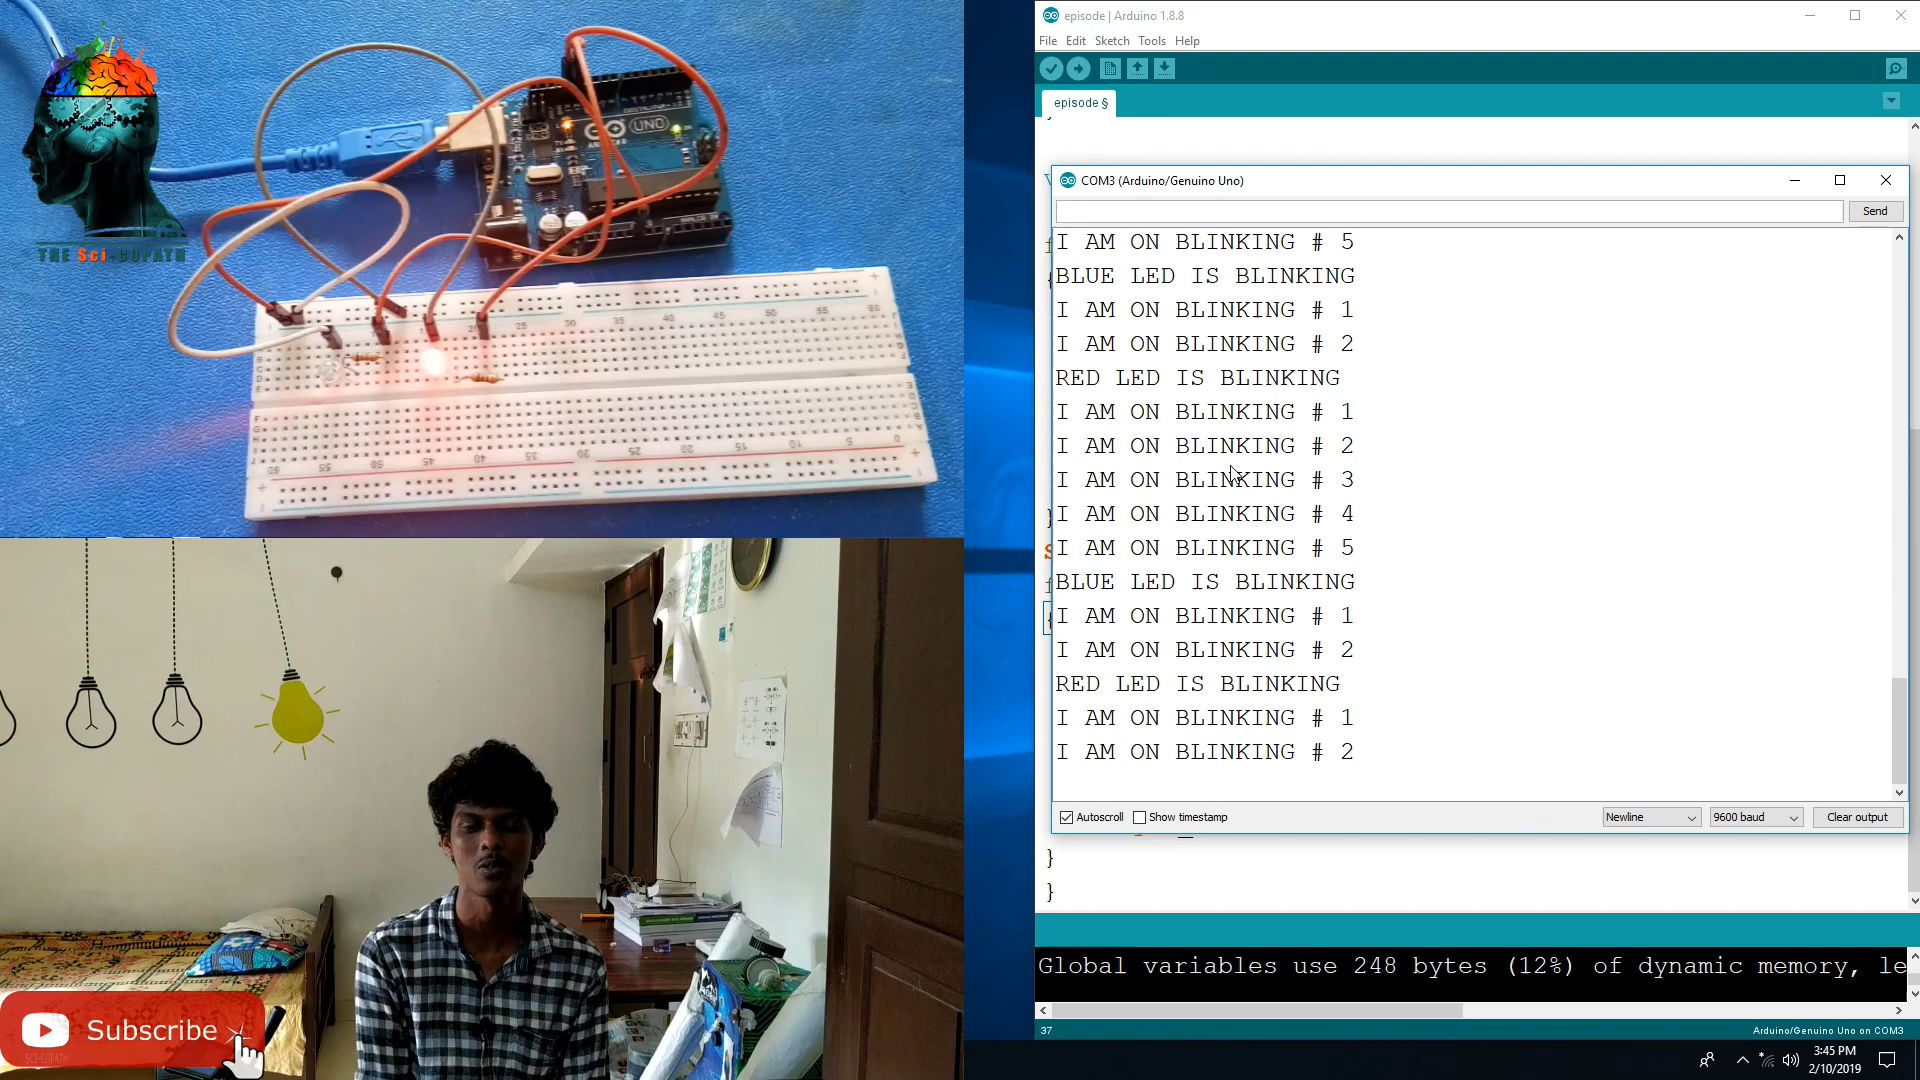 THE Sci-COPATH
UNO
Subscribe
SCI-COPATH
episode | Arduino 1.8.8
File Edit Sketch Tools Help
episode §
COM3 (Arduino/Genuino Uno)
Send
I AM ON BLINKING # 5
BLUE LED IS BLINKING
I AM ON BLINKING # 1
I AM ON BLINKING # 2
RED LED IS BLINKING
I AM ON BLINKING # 1
I AM ON BLINKING # 2
I AM ON BLINKING # 3
I AM ON BLINKING # 4
I AM ON BLINKING # 5
BLUE LED IS BLINKING
I AM ON BLINKING # 1
I AM ON BLINKING # 2
RED LED IS BLINKING
I AM ON BLINKING # 1
I AM ON BLINKING # 2
Autoscroll Show timestamp Newline 9600 baud Clear output
}
}
Global variables use 248 bytes (12%) of dynamic memory, le
37 Arduino/Genuino Uno on COM3
3:45 PM
2/10/2019